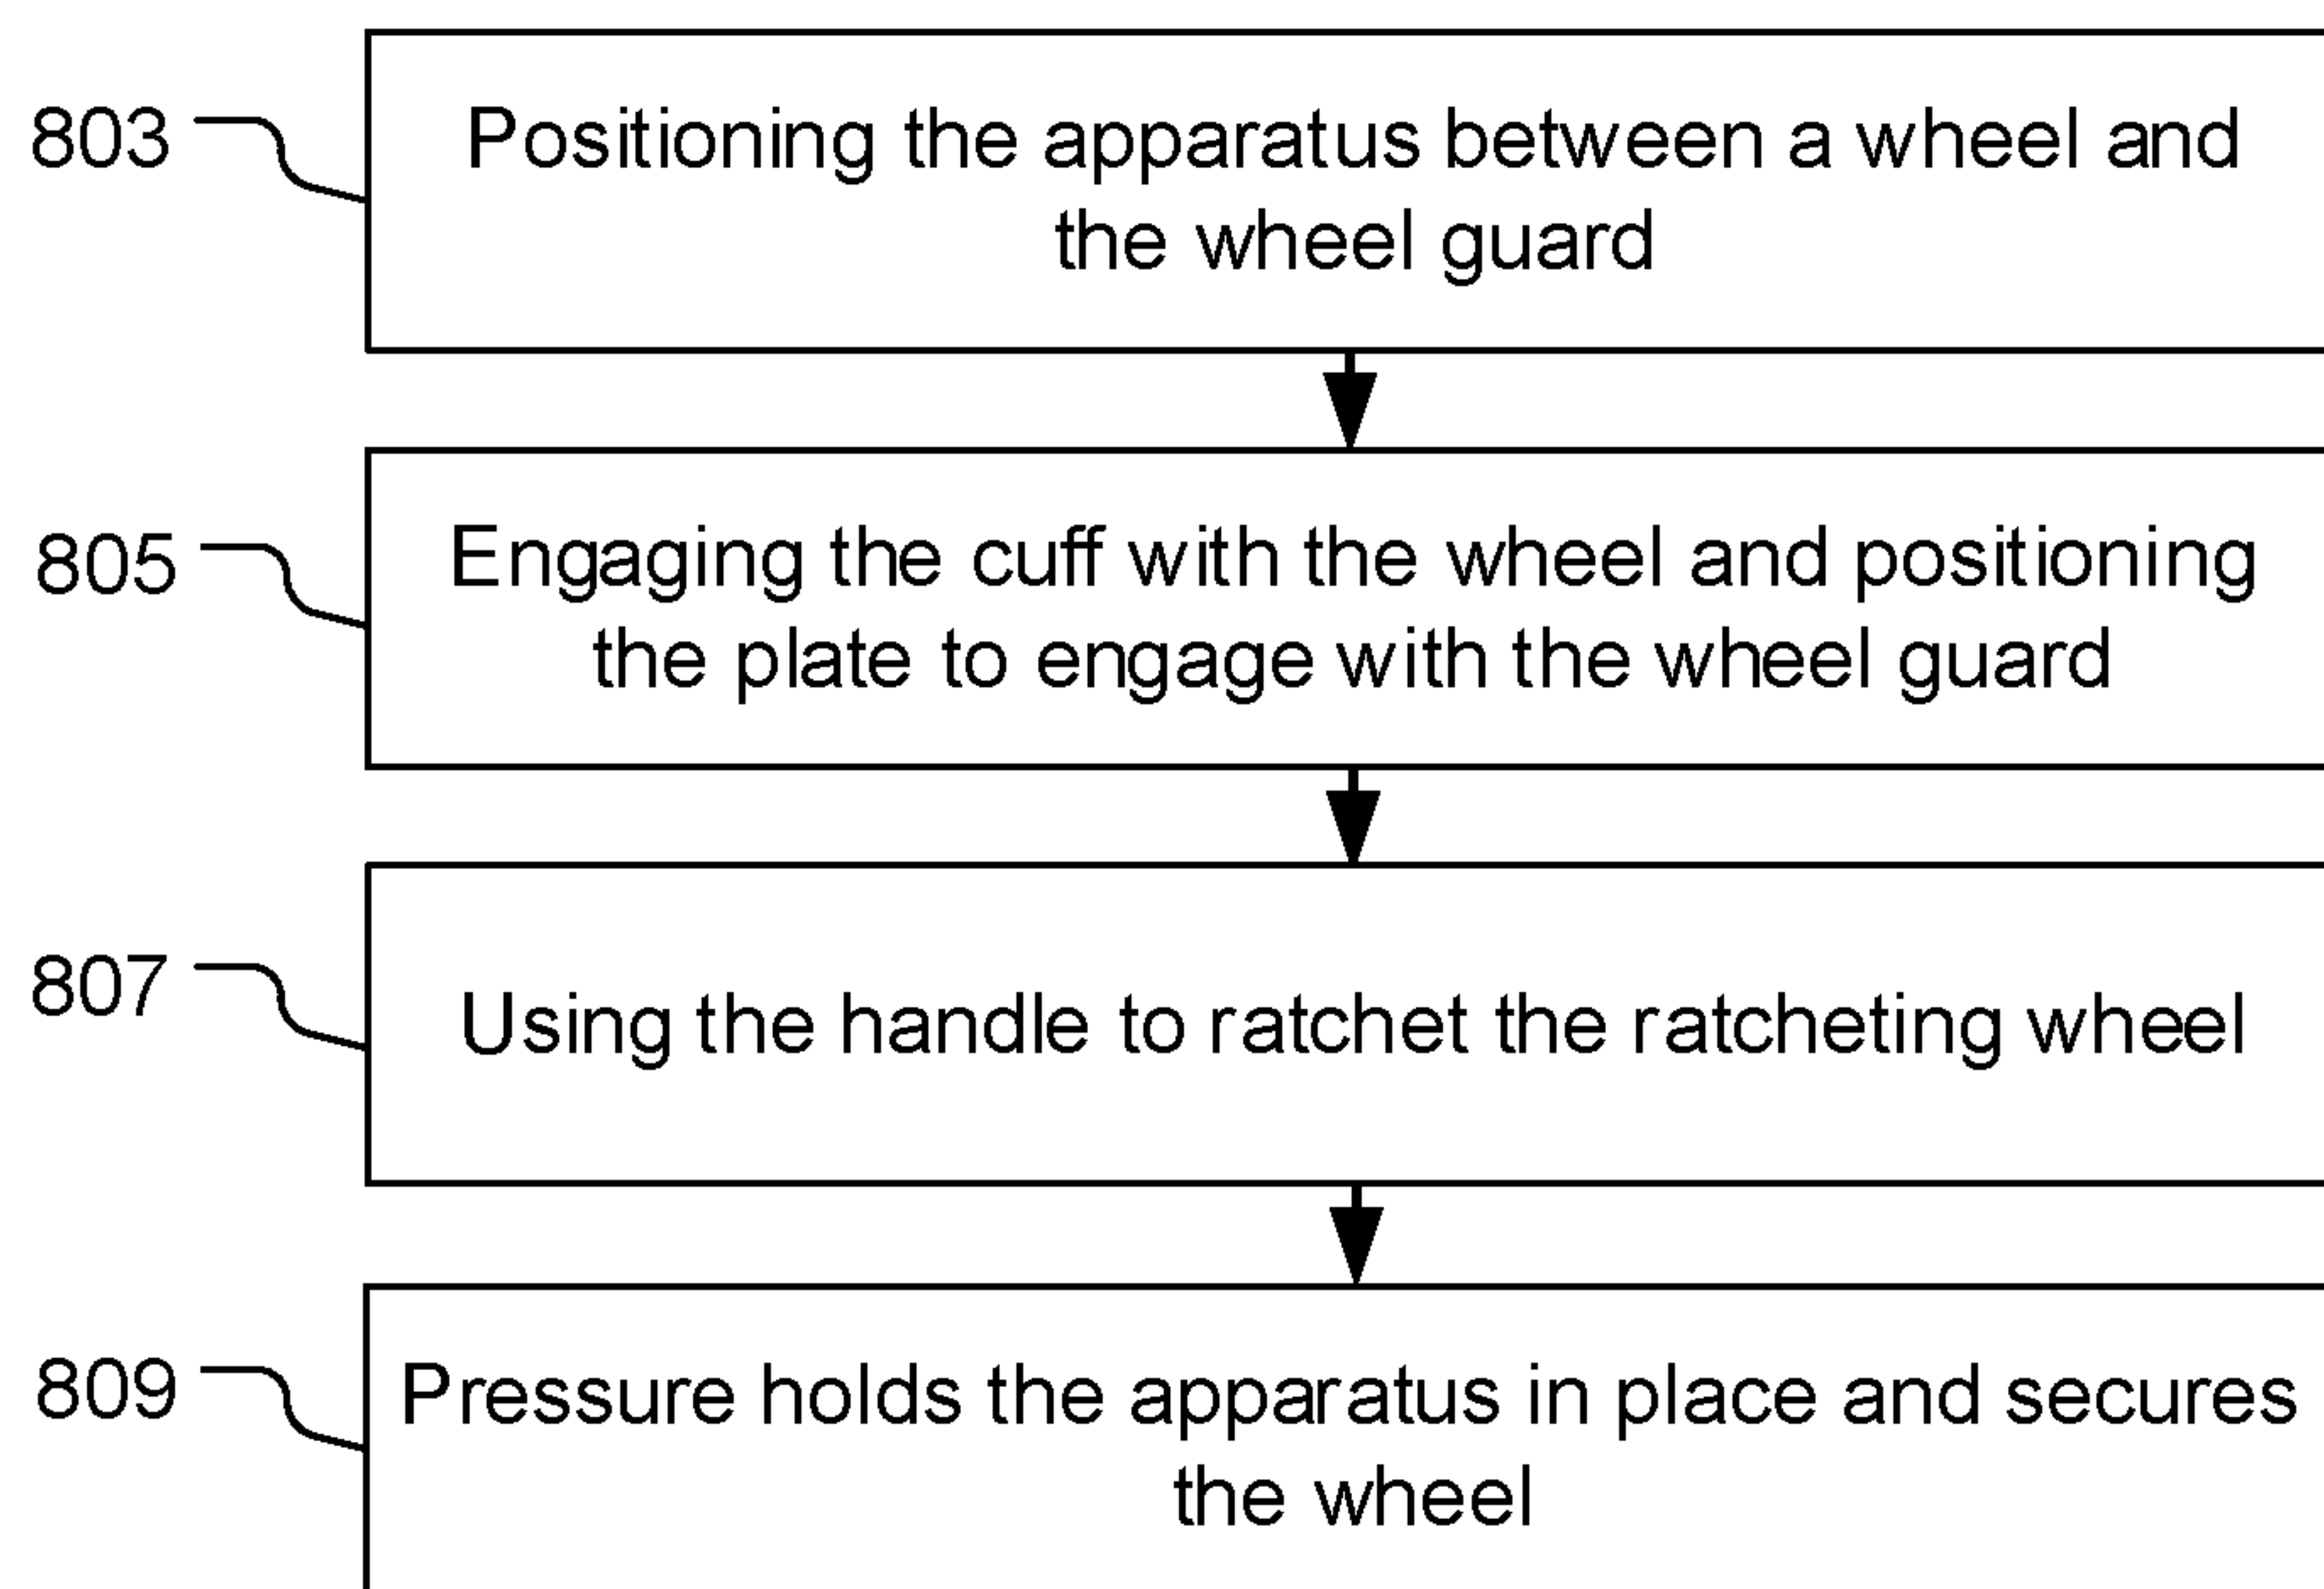 803
Positioning the apparatus between a wheel and
the wheel guard
805
Engaging the cuff with the wheel and positioning
the plate to engage with the wheel guard
807
Using the handle to ratchet the ratcheting wheel
809
Pressure holds the apparatus in place and secures
the wheel